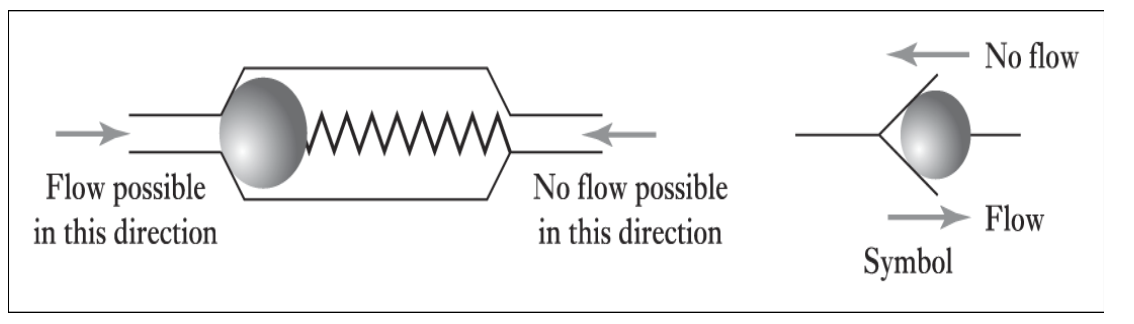 Flow possible
in this direction
No flow possible
in this direction
No flow
Flow
Symbol